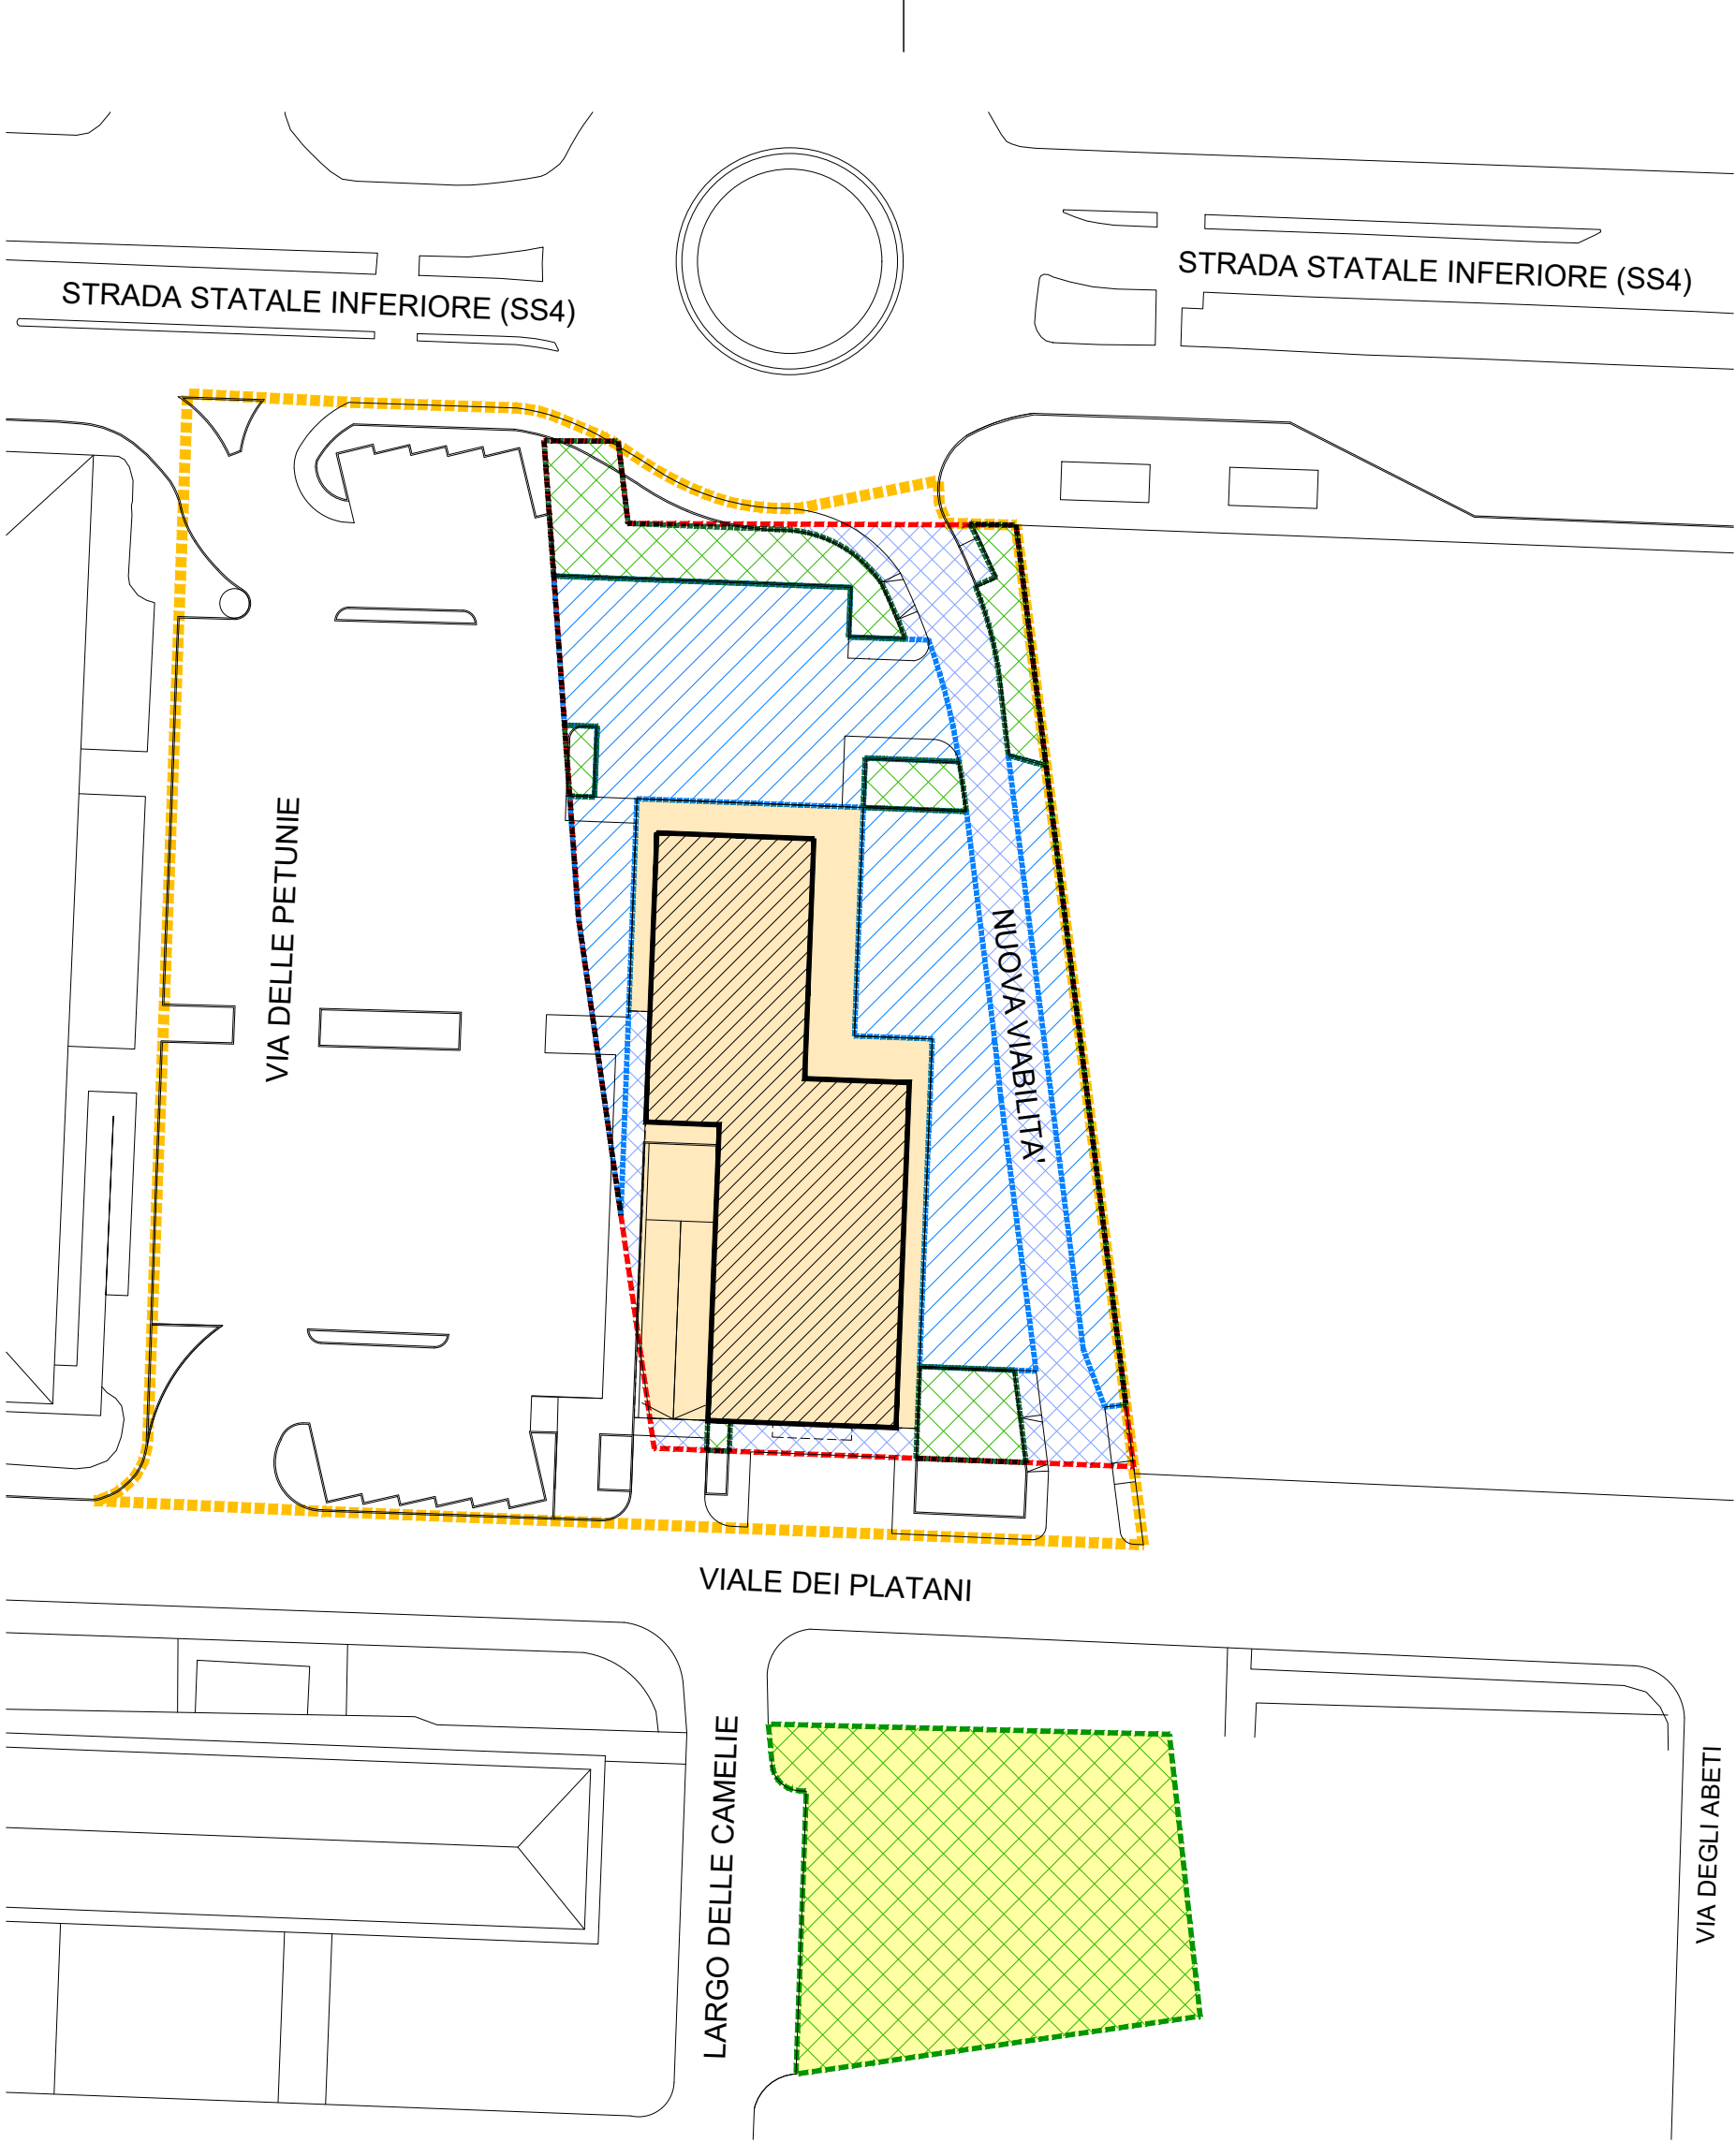 STRADA STATALE INFERIORE (SS4)
STRADA STATALE INFERIORE (SS4)
VIA DELLE PETUNIE
NUOVA VIABILITA'
VIALE DEI PLATANI
LARGO DELLE CAMELIE
VIA DEGLI ABETI